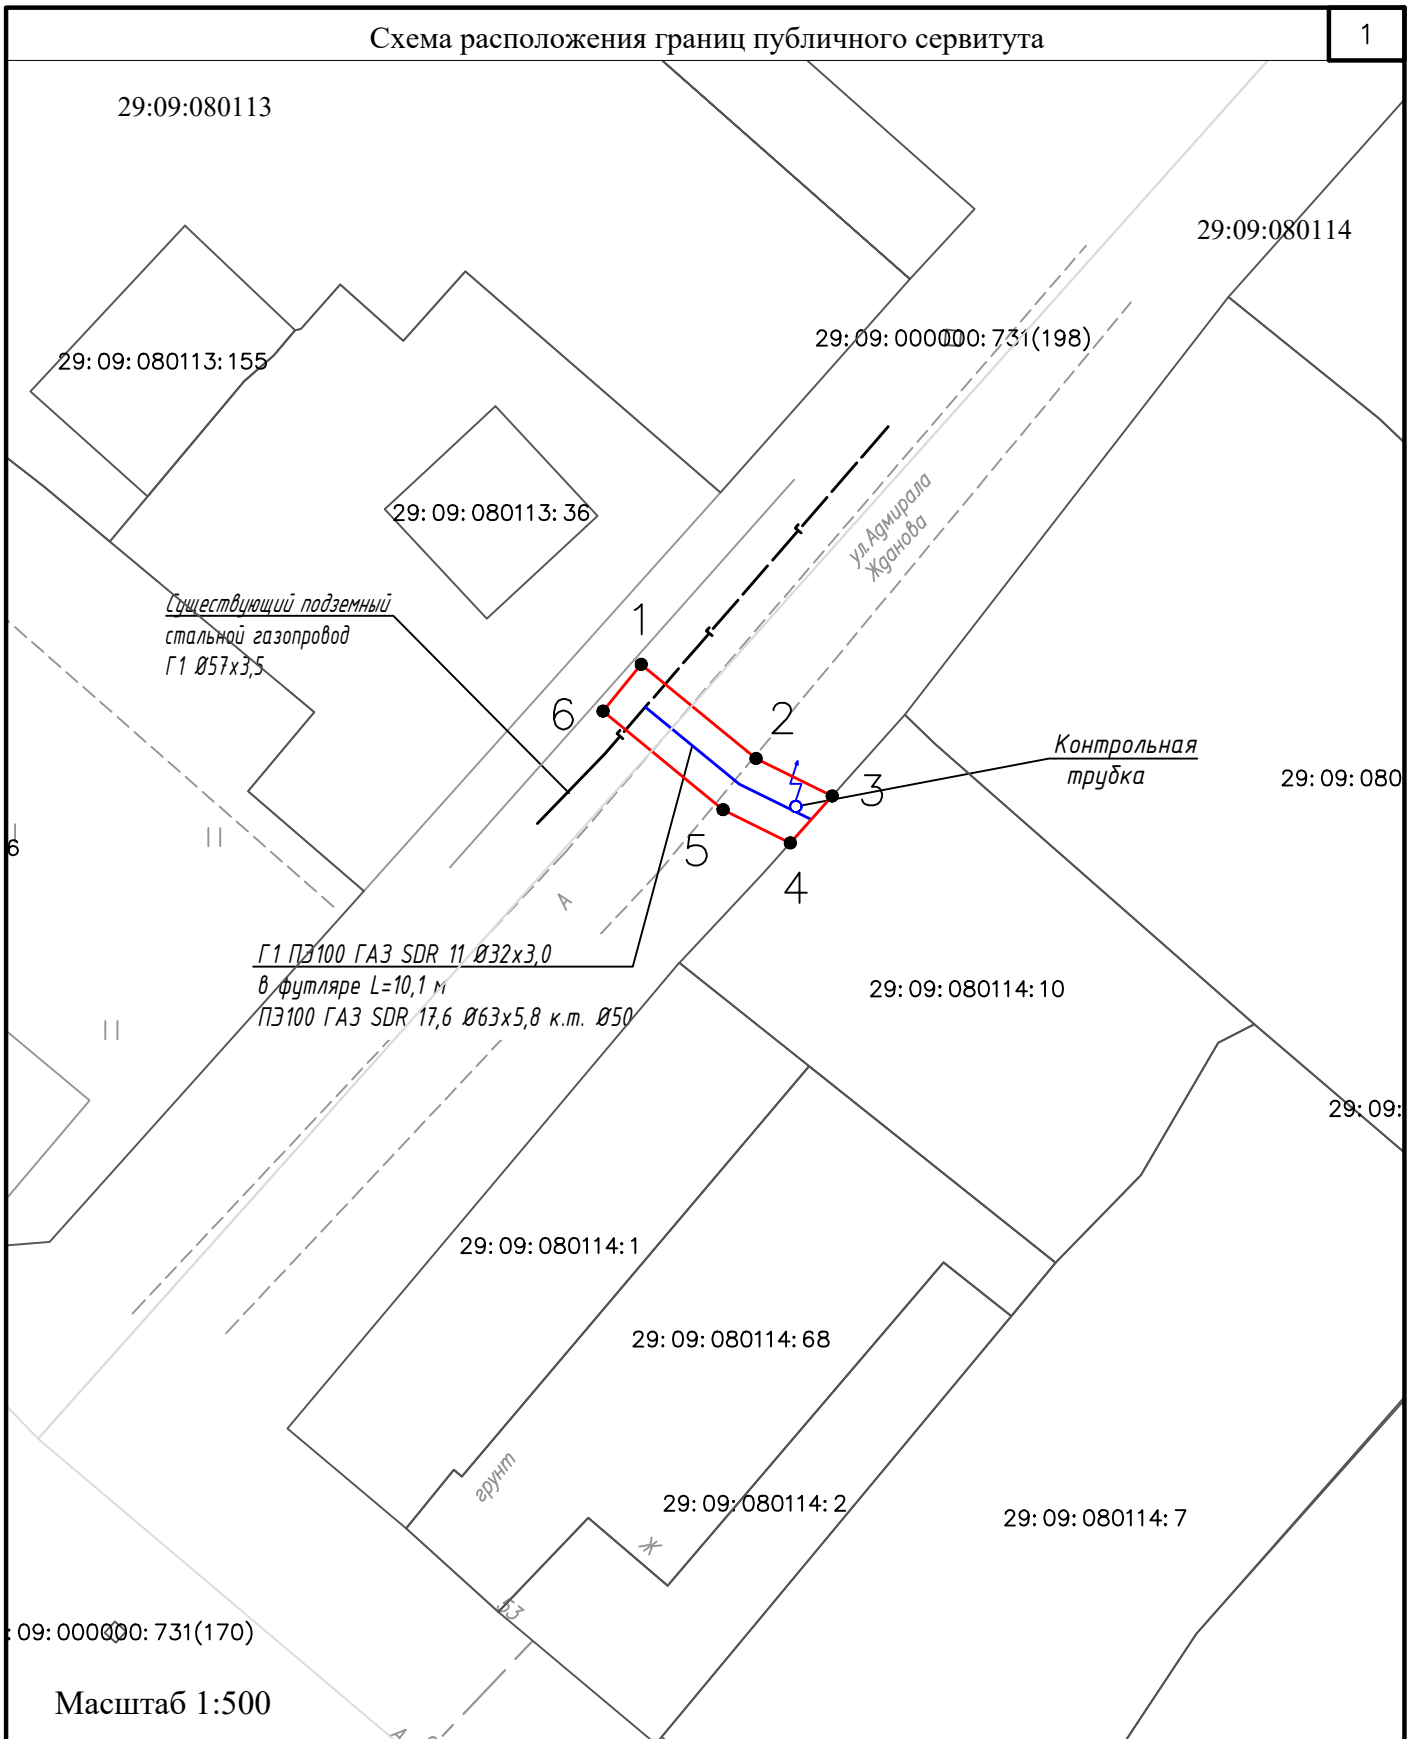 Схема расположения границ публичного сервитута
1
29:09:080113
29:09:080114
29:09:000000:731(198)
29:09:080113:155
29:09:080113:36
ул.Адмирала
Жданова
Существующий подземный
стальной газопровод
Г1 Ø57х3,5
1
6
2
3
5
4
Контрольная
трубка
29:09:080
6
А
Г1 ПЭ100 ГАЗ SDR 11 Ø32х3,0
в футляре L=10,1 м
ПЭ100 ГАЗ SDR 17,6 Ø63х5,8 к.т. Ø50
29:09:080114:10
29:09:
29:09:080114:1
29:09:080114:68
грунт
29:09:080114:2
29:09:080114:7
Ж
53
:09:000000:731(170)
Масштаб 1:500
А